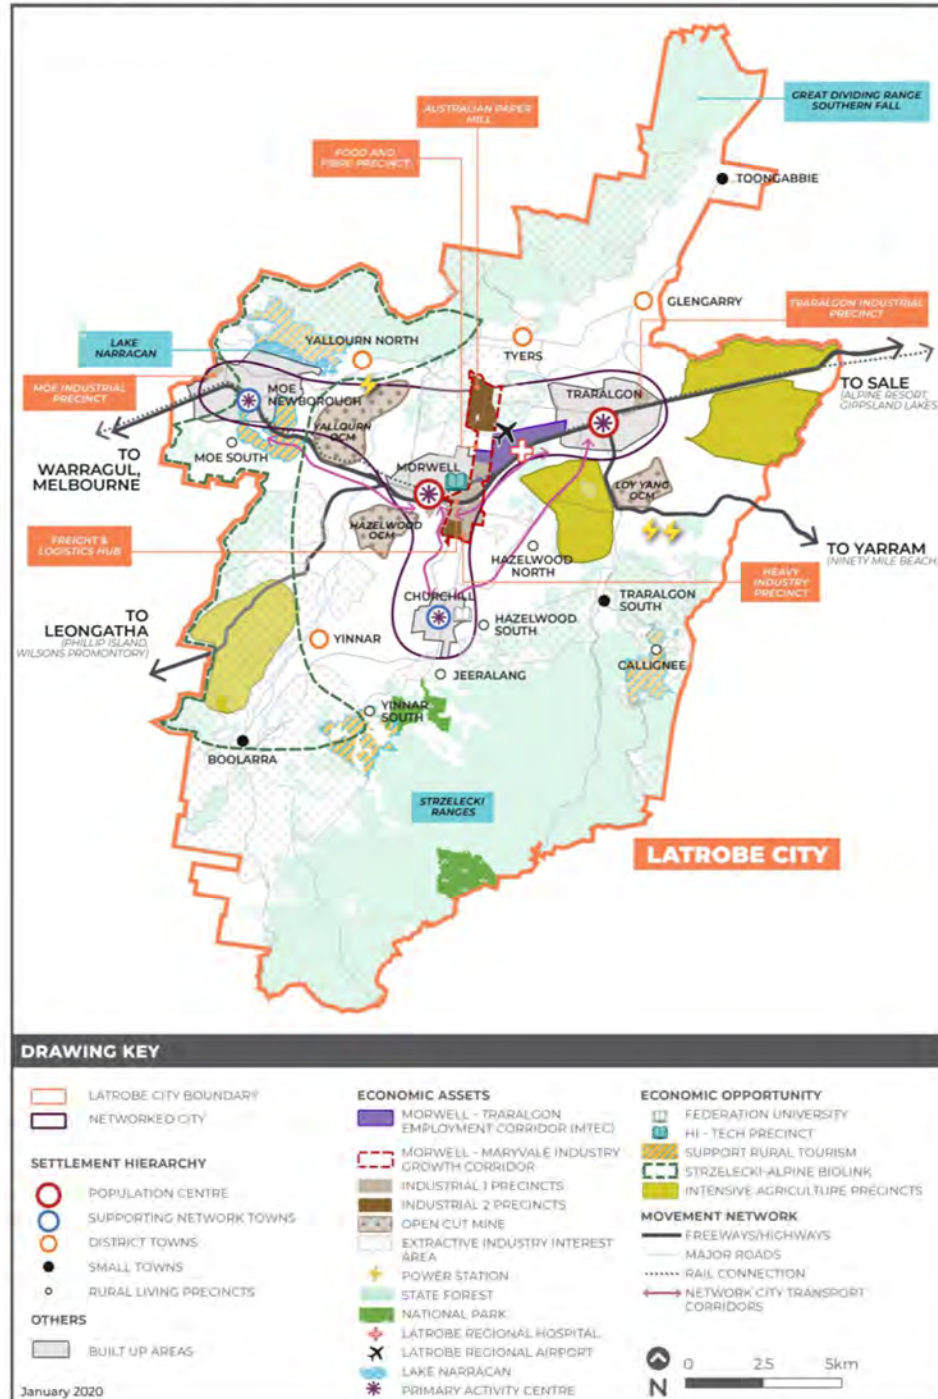 AUSTRALIAN PAPER
MILL
GREAT DIVIDING RANGE
SOUTHERN FALL
FOOD AND
FIBRE PRECINCT
TOONGABBIE
GLENGARRY
TRARALGON INDUSTRIAL
PRECINCT
LAKE
NARRACAN
YALLOURN NORTH
TYERS
MOE INDUSTRIAL
PRECINCT
MOE -
NEWBOROUGH
TRARALGON
TO SALE
(ALPINE RESORT,
GIPPSLAND LAKES)
YALLOURN
OCM
MOE SOUTH
TO
WARRAGUL,
MELBOURNE
MORWELL
LOY YANG
OCM
HAZELWOOD
OCM
FREIGHT &
LOGISTICS HUB
HAZELWOOD
NORTH
TO YARRAM
(NINETY MILE BEACH)
HEAVY
INDUSTRY
PRECINCT
CHURCHILL
TRARALGON
SOUTH
TO
LEONGATHA
(PHILLIP ISLAND,
WILSONS PROMONTORY)
YINNAR
HAZELWOOD
SOUTH
CALLIGNEE
JEERALANG
YINNAR
SOUTH
BOOLARRA
STRZELECKI
RANGES
LATROBE CITY
DRAWING KEY
LATROBE CITY BOUNDARY
NETWORKED CITY
SETTLEMENT HIERARCHY
POPULATION CENTRE
SUPPORTING NETWORK TOWNS
DISTRICT TOWNS
SMALL TOWNS
RURAL LIVING PRECINCTS
OTHERS
BUILT UP AREAS
January 2020
ECONOMIC ASSETS
MORWELL - TRARALGON
EMPLOYMENT CORRIDOR (MTEC)
MORWELL - MARYVALE INDUSTRY
GROWTH CORRIDOR
INDUSTRIAL 1 PRECINCTS
INDUSTRIAL 2 PRECINCTS
OPEN CUT MINE
EXTRACTIVE INDUSTRY INTEREST
AREA
POWER STATION
STATE FOREST
NATIONAL PARK
LATROBE REGIONAL HOSPITAL
LATROBE REGIONAL AIRPORT
LAKE NARRACAN
PRIMARY ACTIVITY CENTRE
ECONOMIC OPPORTUNITY
FEDERATION UNIVERSITY
HI - TECH PRECINCT
SUPPORT RURAL TOURISM
STRZELECKI-ALPINE BIOLINK
INTENSIVE AGRICULTURE PRECINCTS
MOVEMENT NETWORK
FREEWAYS/HIGHWAYS
MAJOR ROADS
RAIL CONNECTION
NETWORK CITY TRANSPORT
CORRIDORS
N
0 2.5 5km